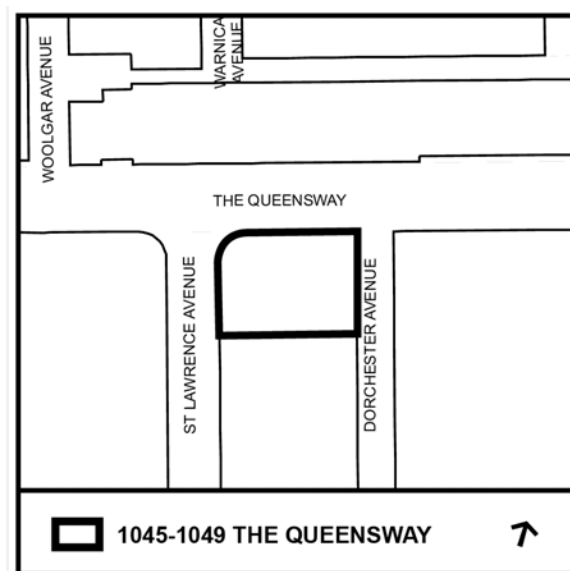 WOOLGAR AVENUE
WARNICA
AVENUE
THE QUEENSWAY
ST LAWRENCE AVENUE
DORCHESTER AVENUE
1045-1049 THE QUEENSWAY